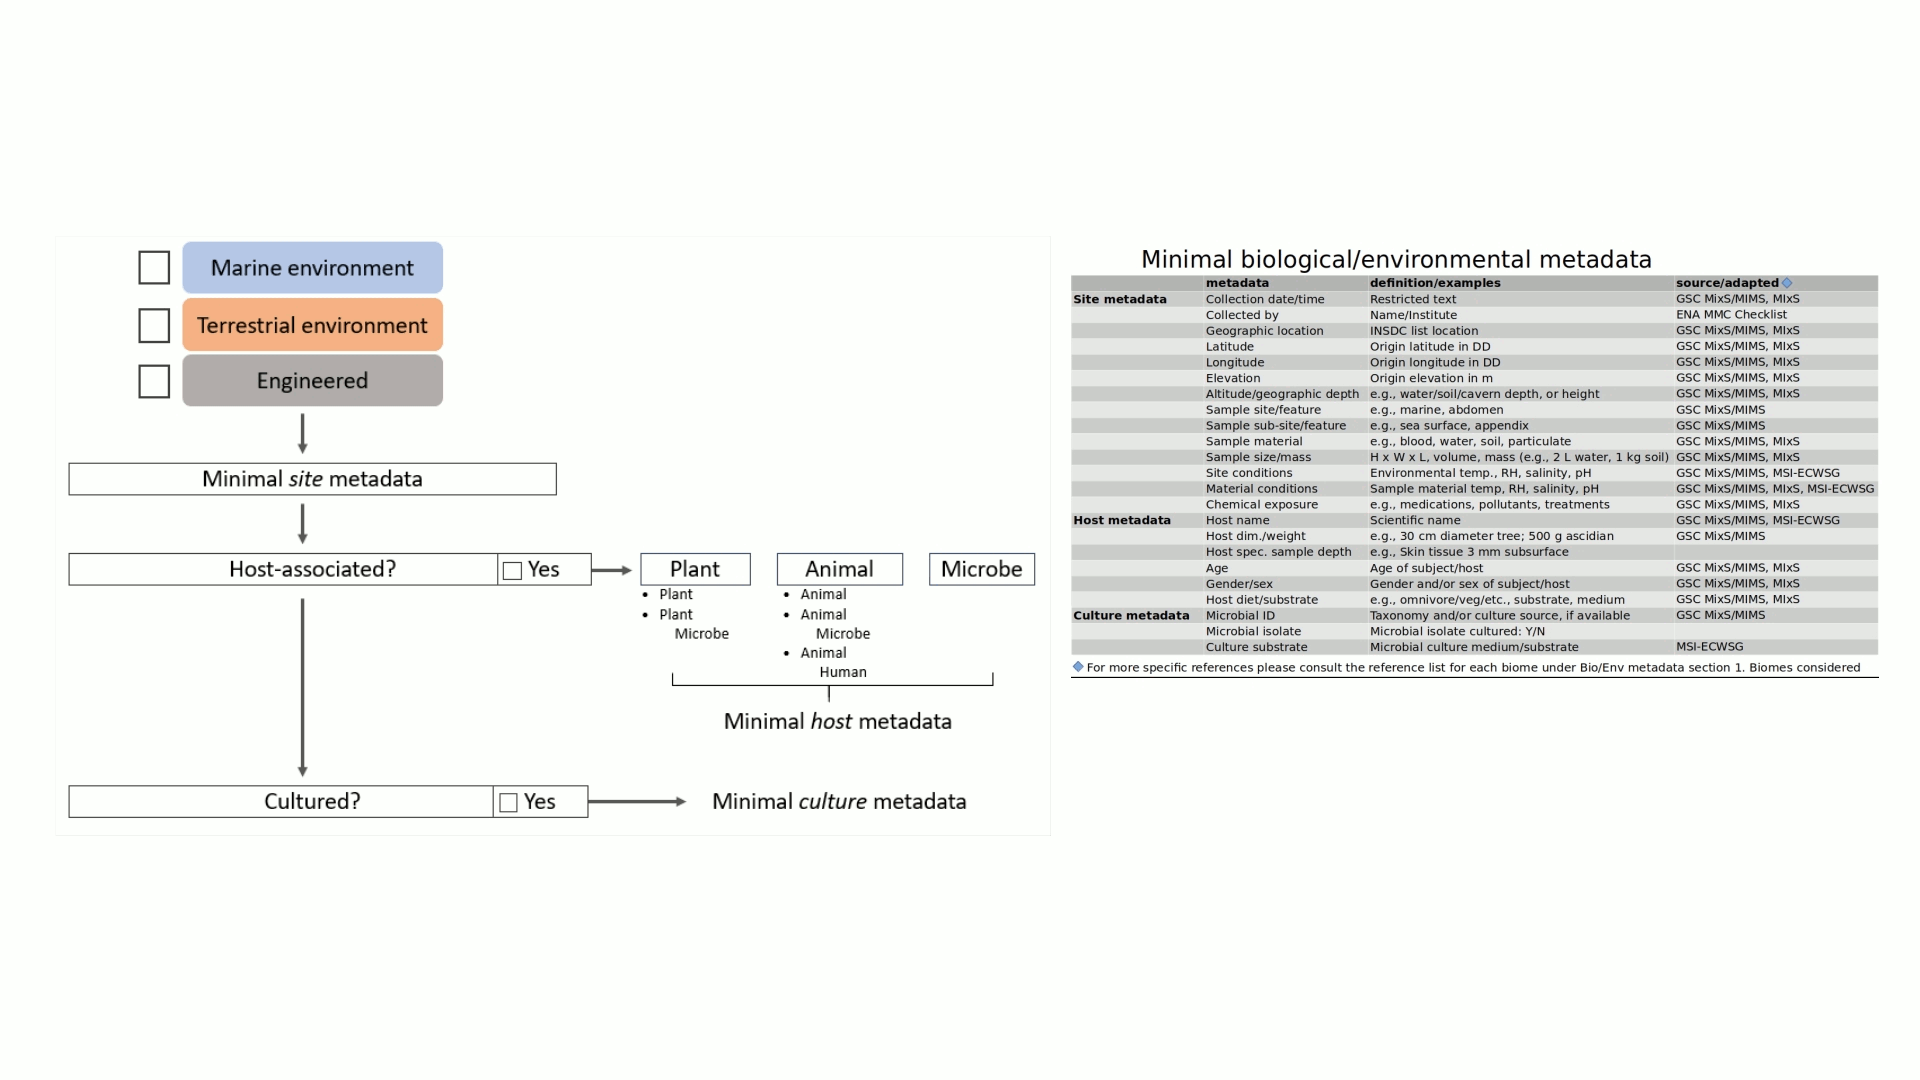 Marine environment
Terrestrial environment
Engineered
Minimal site metadata
Host-associated? Yes
Plant Animal Microbe
• Plant
• Plant
Microbe
• Animal
• Animal
Microbe
• Animal
Human
Minimal host metadata
Cultured? Yes
Minimal culture metadata
Minimal biological/environmental metadata
metadata definition/examples source/adapted
Site metadata Collection date/time Restricted text GSC MixS/MIMS, MIxS
Collected by Name/Institute ENA MMC Checklist
Geographic location INSDC list location GSC MixS/MIMS, MIxS
Latitude Origin latitude in DD GSC MixS/MIMS, MIxS
Longitude Origin longitude in DD GSC MixS/MIMS, MIxS
Elevation Origin elevation in m GSC MixS/MIMS, MIxS
Altitude/geographic depth e.g., water/soil/cavern depth, or height GSC MixS/MIMS, MIxS
Sample site/feature e.g., marine, abdomen GSC MixS/MIMS
Sample sub-site/feature e.g., sea surface, appendix GSC MixS/MIMS
Sample material e.g., blood, water, soil, particulate GSC MixS/MIMS, MIxS
Sample size/mass H x W x L, volume, mass (e.g., 2 L water, 1 kg soil) GSC MixS/MIMS, MIxS
Site conditions Environmental temp., RH, salinity, pH GSC MixS/MIMS, MSI-ECWSG
Material conditions Sample material temp, RH, salinity, pH GSC MixS/MIMS, MIxS, MSI-ECWSG
Chemical exposure e.g., medications, pollutants, treatments GSC MixS/MIMS, MIxS
Host metadata Host name Scientific name GSC MixS/MIMS, MSI-ECWSG
Host dim./weight e.g., 30 cm diameter tree; 500 g ascidian GSC MixS/MIMS
Host spec. sample depth e.g., Skin tissue 3 mm subsurface
Age Age of subject/host GSC MixS/MIMS, MIxS
Gender/sex Gender and/or sex of subject/host GSC MixS/MIMS, MIxS
Host diet/substrate e.g., omnivore/veg/etc., substrate, medium GSC MixS/MIMS, MIxS
Culture metadata Microbial ID Taxonomy and/or culture source, if available GSC MixS/MIMS
Microbial isolate Microbial isolate cultured: Y/N
Culture substrate Microbial culture medium/substrate MSI-ECWSG
For more specific references please consult the reference list for each biome under Bio/Env metadata section 1. Biomes considered